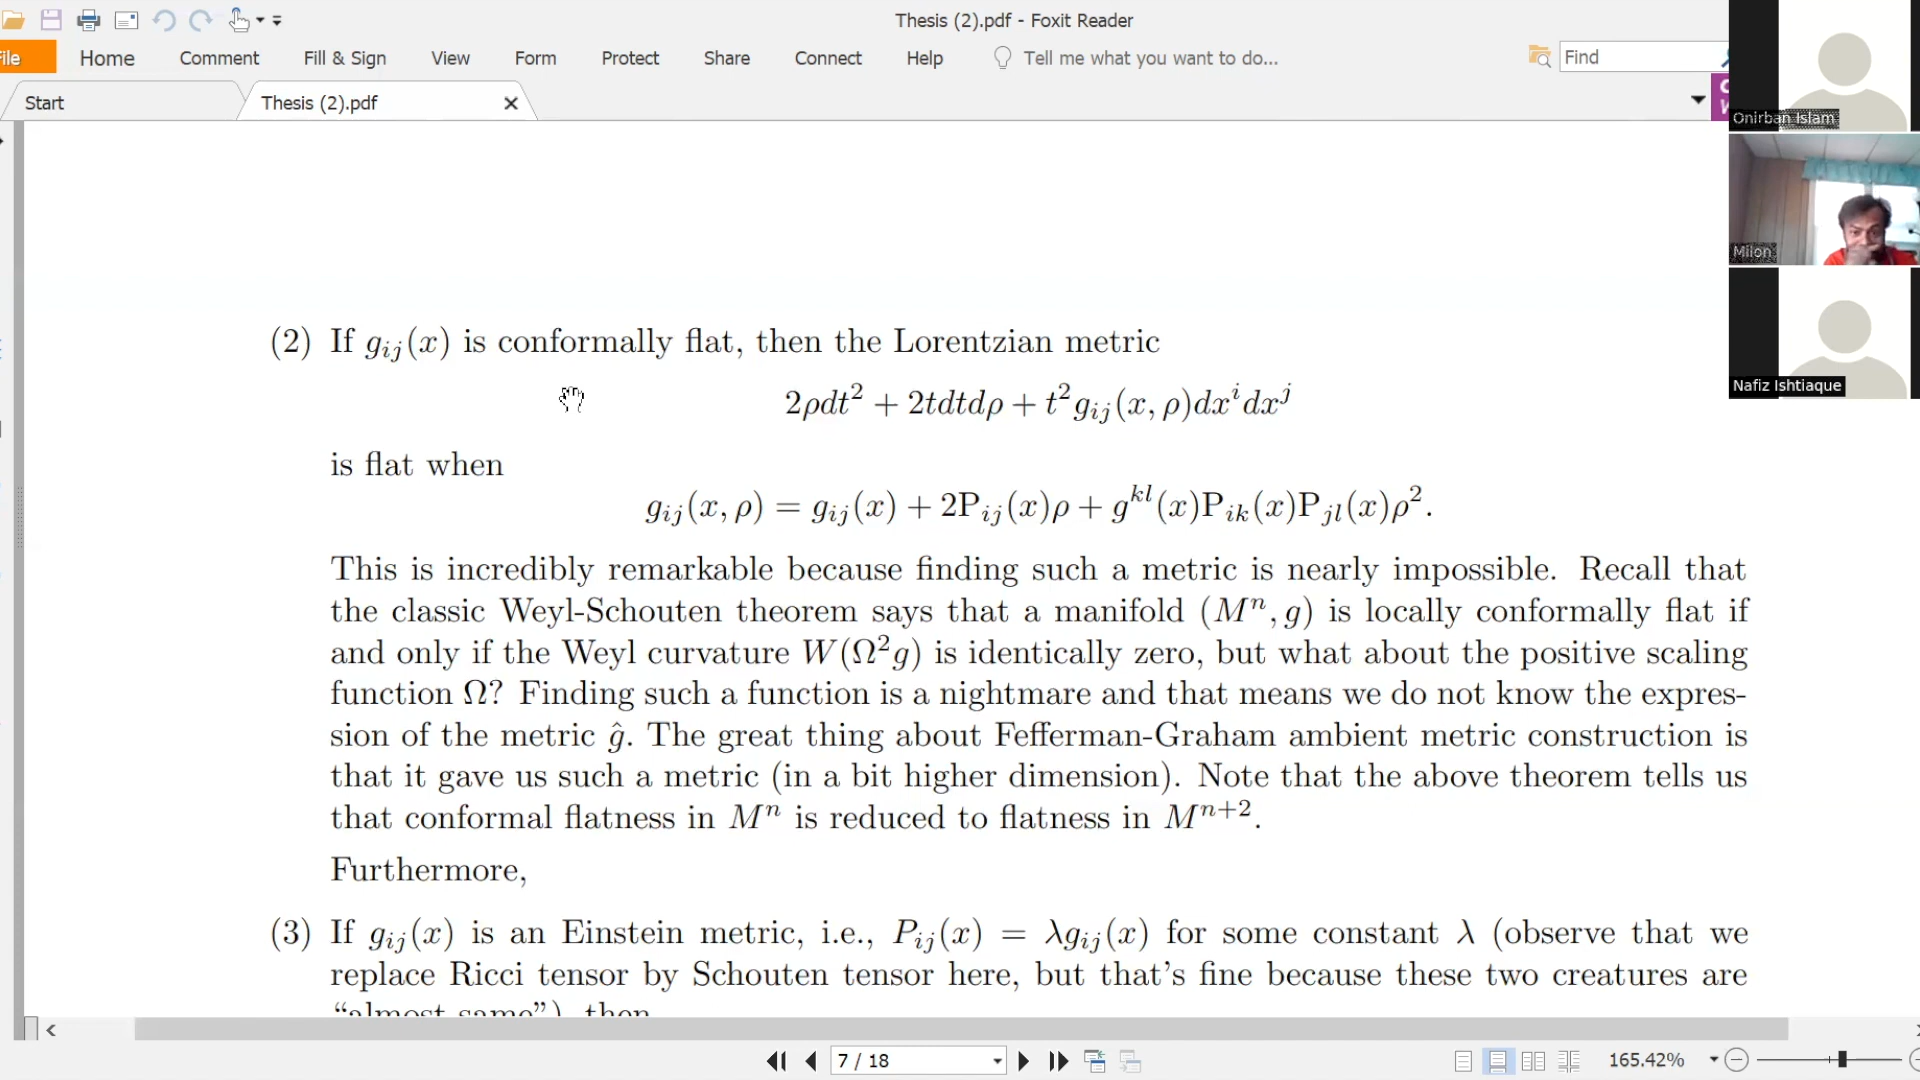 Thesis (2).pdf - Foxit Reader
File Home Comment Fill & Sign View Form Protect Share Connect Help Tell me what you want to do... Find
Start Thesis (2).pdf
Onirban Islam
Milon
Nafiz Ishtiaque
(2) If g_{ij}(x) is conformally flat, then the Lorentzian metric
2ρdt² + 2tdtdρ + t²g_{ij}(x, ρ)dx^i dx^j
is flat when
g_{ij}(x, ρ) = g_{ij}(x) + 2P_{ij}(x)ρ + g^{kl}(x)P_{ik}(x)P_{jl}(x)ρ².
This is incredibly remarkable because finding such a metric is nearly impossible. Recall that
the classic Weyl-Schouten theorem says that a manifold (M^n, g) is locally conformally flat if
and only if the Weyl curvature W(Ω²g) is identically zero, but what about the positive scaling
function Ω? Finding such a function is a nightmare and that means we do not know the expres-
sion of the metric ĝ. The great thing about Fefferman-Graham ambient metric construction is
that it gave us such a metric (in a bit higher dimension). Note that the above theorem tells us
that conformal flatness in M^n is reduced to flatness in M^{n+2}.
Furthermore,
(3) If g_{ij}(x) is an Einstein metric, i.e., P_{ij}(x) = λg_{ij}(x) for some constant λ (observe that we
replace Ricci tensor by Schouten tensor here, but that's fine because these two creatures are
“almost same”), then
7 / 18
165.42%